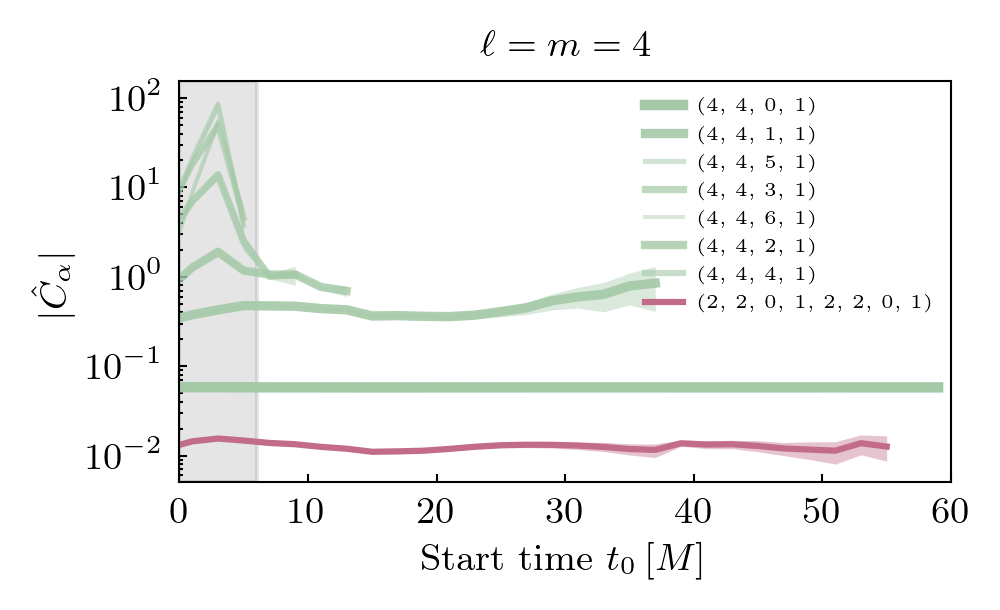 ℓ = m = 4
|Ĉ_α|
10²
10¹
10⁰
10⁻¹
10⁻²
(4, 4, 0, 1)
(4, 4, 1, 1)
(4, 4, 5, 1)
(4, 4, 3, 1)
(4, 4, 6, 1)
(4, 4, 2, 1)
(4, 4, 4, 1)
(2, 2, 0, 1, 2, 2, 0, 1)
0 10 20 30 40 50 60
Start time t₀ [M]